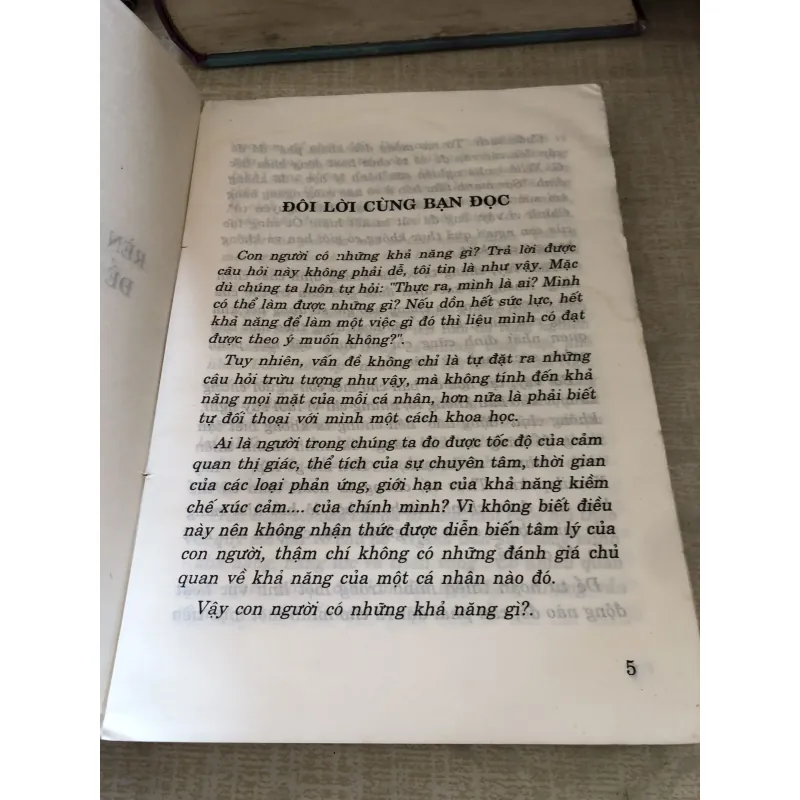 ĐÔI LỜI CÙNG BẠN ĐỌC
Con người có những khả năng gì? Trả lời được
câu hỏi này không phải dễ, tôi tin là như vậy. Mặc
dù chúng ta luôn tự hỏi: "Thực ra, mình là ai? Mình
có thể làm được những gì? Nếu dồn hết sức lực, hết
khả năng để làm một việc gì đó thì liệu mình có đạt
được theo ý muốn không?".
Tuy nhiên, vấn đề không chỉ là tự đặt ra những
câu hỏi trừu tượng như vậy, mà không tính đến khả
năng mọi mặt của mỗi cá nhân, hơn nữa là phải biết
tự đối thoại với mình một cách khoa học.
Ai là người trong chúng ta đo được tốc độ của cảm
quan thị giác, thể tích của sự chuyên tâm, thời gian
của các loại phản ứng, giới hạn của khả năng kiềm
chế xúc cảm.... của chính mình? Vì không biết điều
này nên không nhận thức được diễn biến tâm lý của
con người, thậm chí không có những đánh giá chủ
quan về khả năng của một cá nhân nào đó.
Vậy con người có những khả năng gì?.
5